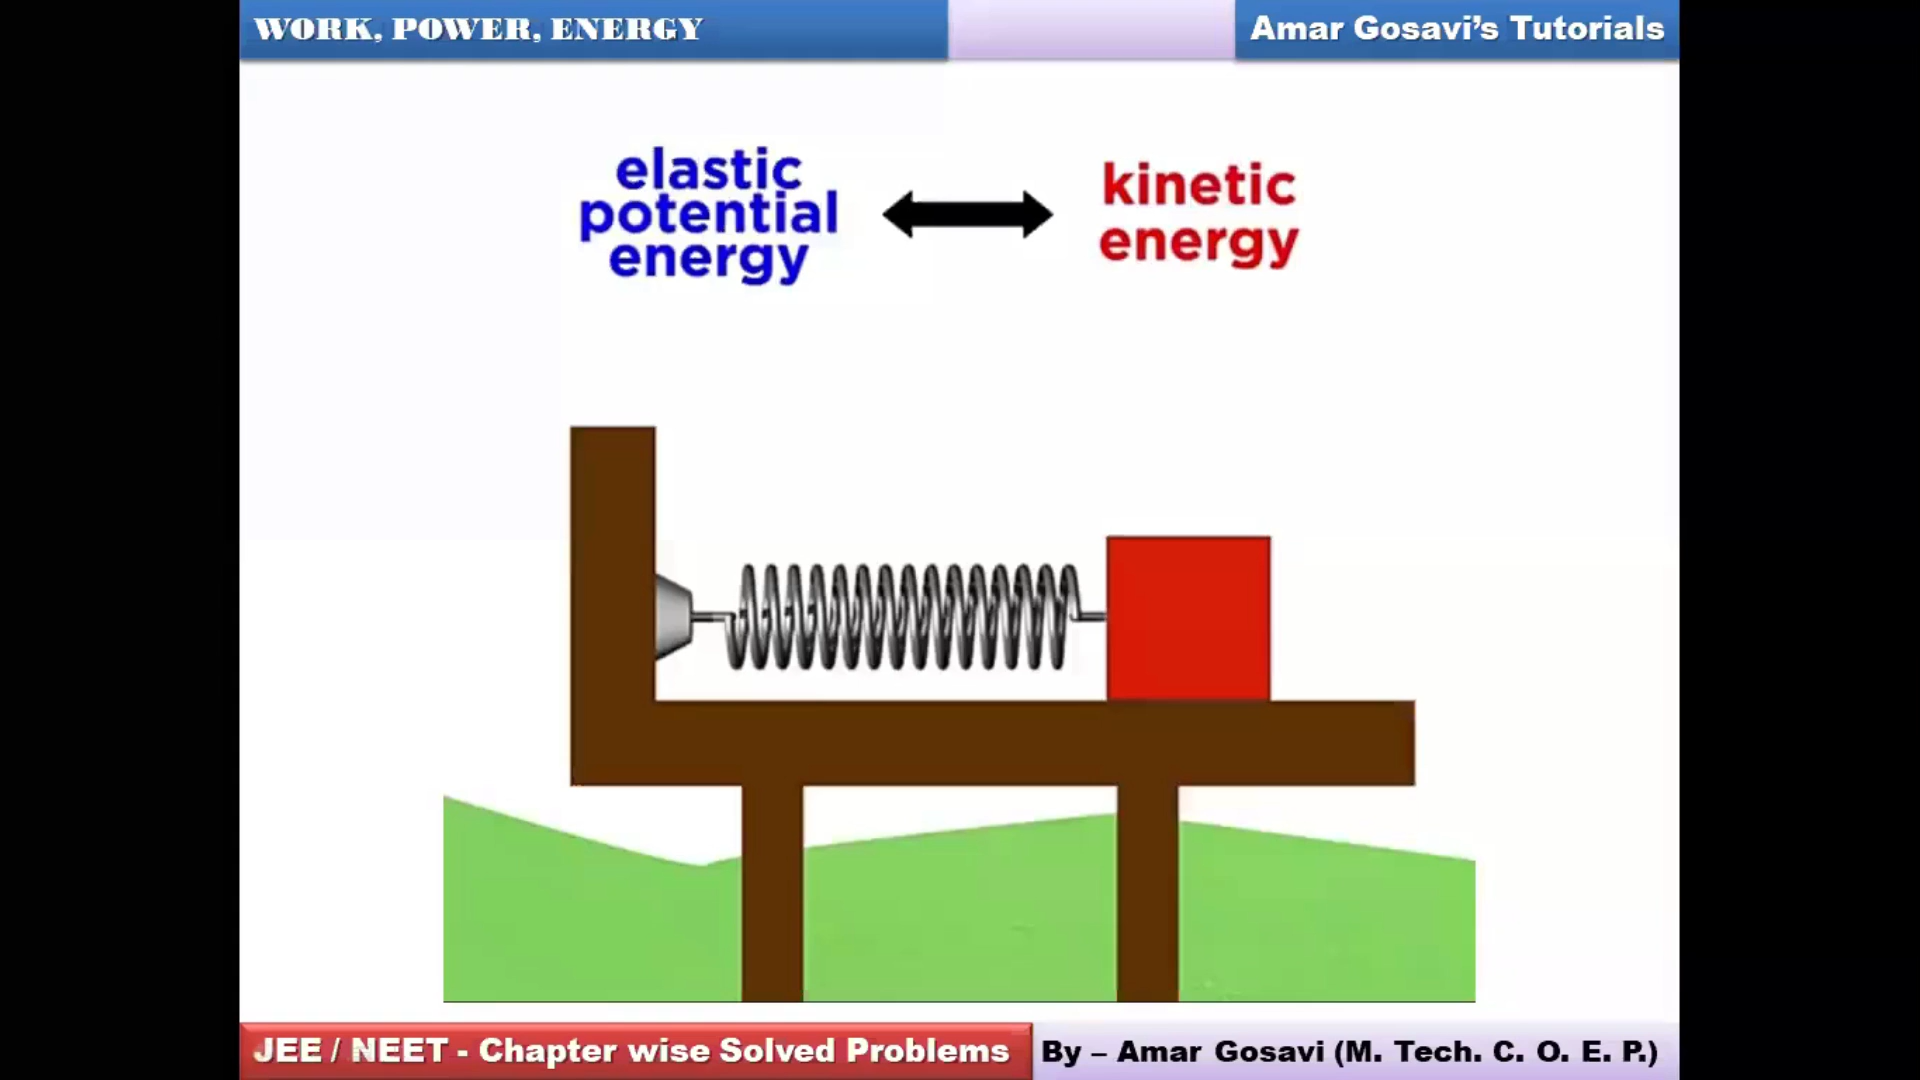 WORK, POWER, ENERGY
Amar Gosavi’s Tutorials
elastic
potential
energy
kinetic
energy
JEE / NEET - Chapter wise Solved Problems
By – Amar Gosavi (M. Tech. C. O. E. P.)